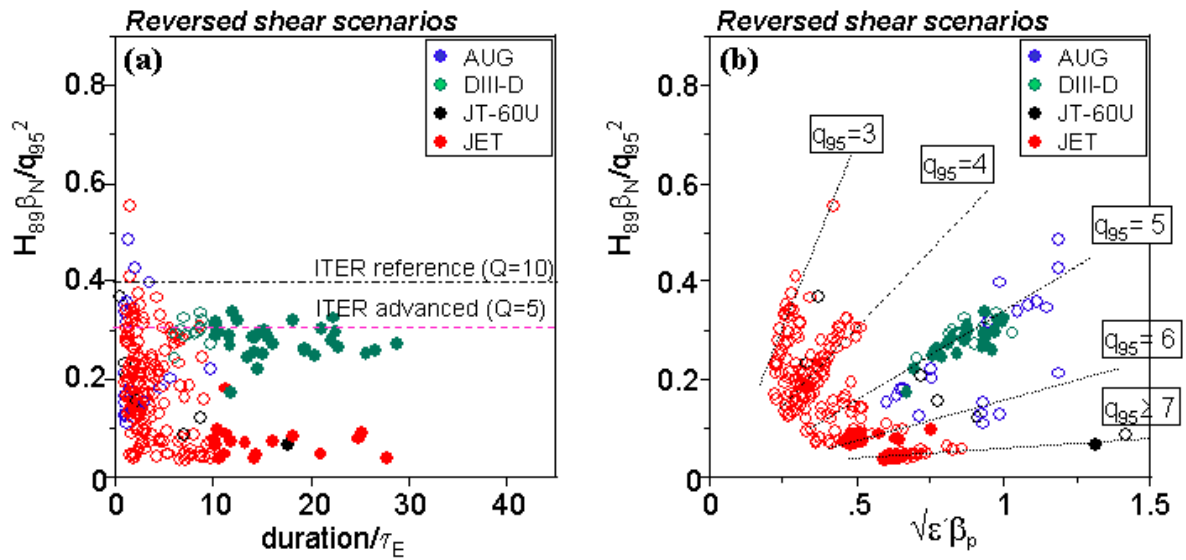 Reversed shear scenarios
(a)
AUG
DIII-D
JT-60U
JET
H89βN/q95²
0.8
0.6
0.4
0.2
0
ITER reference (Q=10)
ITER advanced (Q=5)
0 10 20 30 40
duration/τE
Reversed shear scenarios
(b)
AUG
DIII-D
JT-60U
JET
H89βN/q95²
0.8
0.6
0.4
0.2
0
q95=3
q95=4
q95= 5
q95= 6
q95≥ 7
0 .5 1 1.5
√ε βp